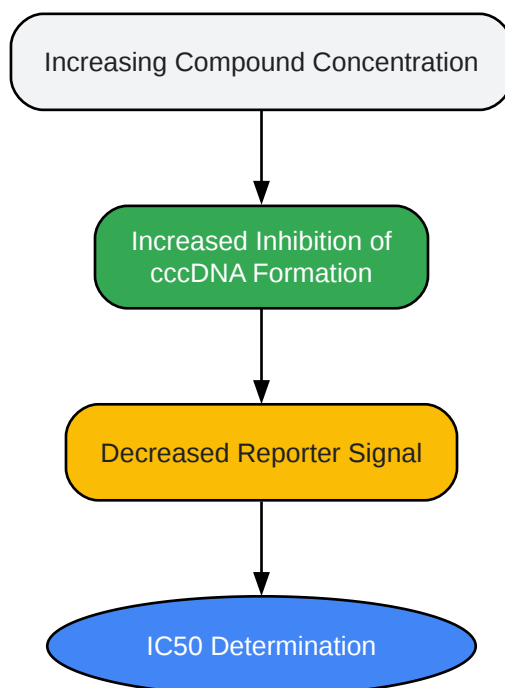 Increasing Compound Concentration
Increased Inhibition of
cccDNA Formation
Decreased Reporter Signal
IC50 Determination